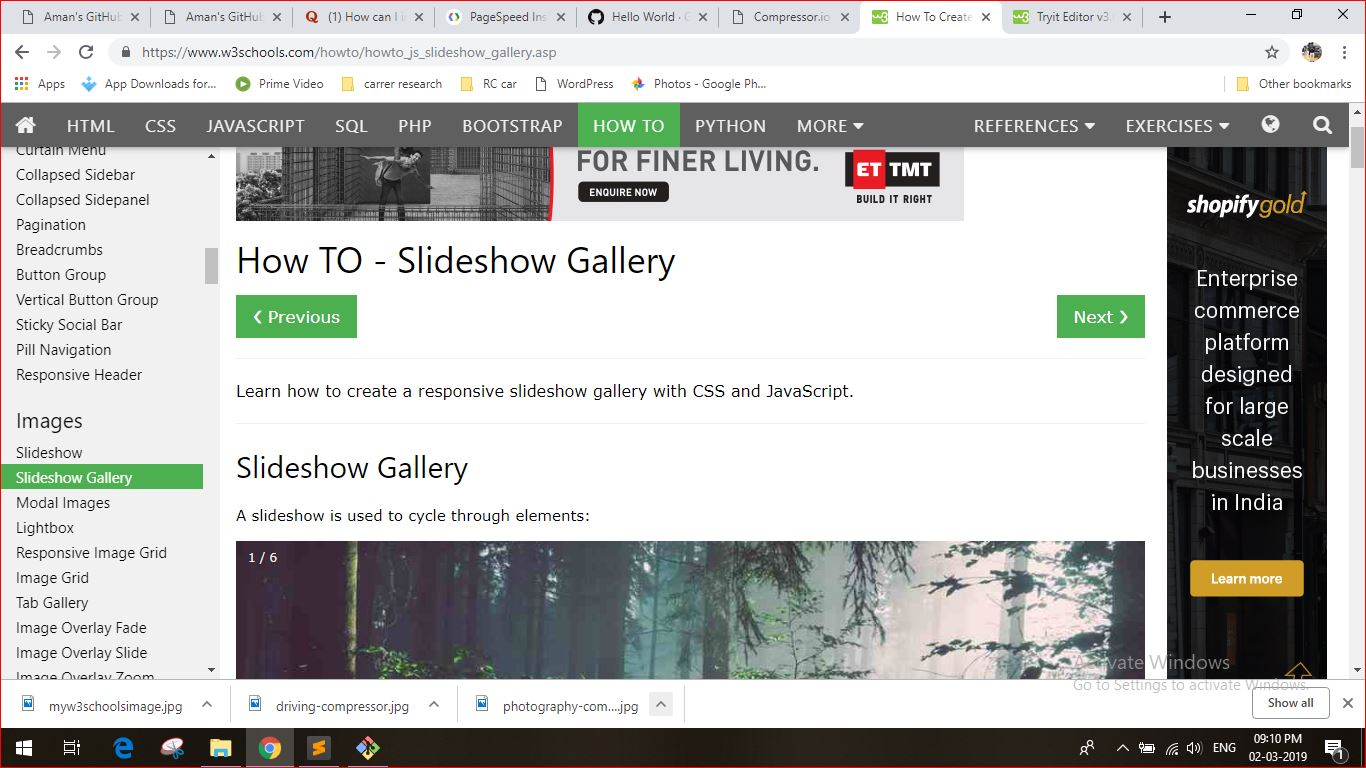 Aman's GitHub
Aman's GitHub
(1) How can I i
PageSpeed Ins
Hello World · G
Compressor.io
How To Create
Tryit Editor v3.
https://www.w3schools.com/howto/howto_js_slideshow_gallery.asp
Apps
App Downloads for...
Prime Video
carrer research
RC car
WordPress
Photos - Google Ph...
Other bookmarks
HTML
CSS
JAVASCRIPT
SQL
PHP
BOOTSTRAP
HOW TO
PYTHON
MORE
REFERENCES
EXERCISES
Curtain Menu
Collapsed Sidebar
Collapsed Sidepanel
Pagination
Breadcrumbs
Button Group
Vertical Button Group
Sticky Social Bar
Pill Navigation
Responsive Header
Images
Slideshow
Slideshow Gallery
Modal Images
Lightbox
Responsive Image Grid
Image Grid
Tab Gallery
Image Overlay Fade
Image Overlay Slide
Image Overlay Zoom
FOR FINER LIVING.
ENQUIRE NOW
ET TMT
BUILD IT RIGHT
How TO - Slideshow Gallery
❮ Previous
Next ❯
Learn how to create a responsive slideshow gallery with CSS and JavaScript.
Slideshow Gallery
A slideshow is used to cycle through elements:
1 / 6
shopifygold
Enterprise
commerce
platform
designed
for large
scale
businesses
in India
Learn more
Activate Windows
Go to Settings to activate Windows.
myw3schoolsimage.jpg
driving-compressor.jpg
photography-com....jpg
Show all
ENG
09:10 PM
02-03-2019
1